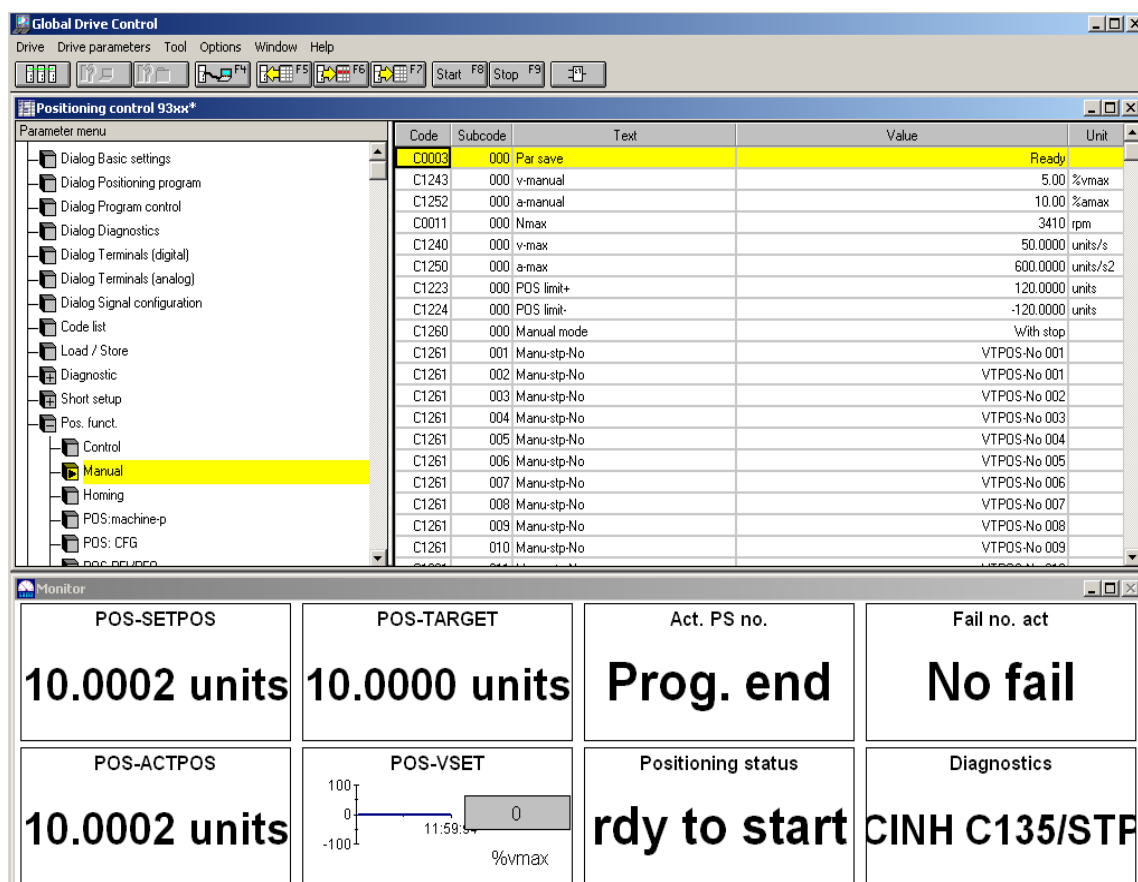 Global Drive Control
Drive Drive parameters Tool Options Window Help
F4 F5 F6 F7 Start F8 Stop F9
Positioning control 93xx*
Parameter menu
Dialog Basic settings
Dialog Positioning program
Dialog Program control
Dialog Diagnostics
Dialog Terminals (digital)
Dialog Terminals (analog)
Dialog Signal configuration
Code list
Load / Store
Diagnostic
Short setup
Pos. funct.
Control
Manual
Homing
POS:machine-p
POS: CFG
Code Subcode Text Value Unit
C0003 000 Par save Ready
C1243 000 v-manual 5.00 %vmax
C1252 000 a-manual 10.00 %amax
C0011 000 Nmax 3410 rpm
C1240 000 v-max 50.0000 units/s
C1250 000 a-max 600.0000 units/s2
C1223 000 POS limit+ 120.0000 units
C1224 000 POS limit- -120.0000 units
C1260 000 Manual mode With stop
C1261 001 Manu-stp-No VTPOS-No 001
C1261 002 Manu-stp-No VTPOS-No 001
C1261 003 Manu-stp-No VTPOS-No 002
C1261 004 Manu-stp-No VTPOS-No 003
C1261 005 Manu-stp-No VTPOS-No 004
C1261 006 Manu-stp-No VTPOS-No 005
C1261 007 Manu-stp-No VTPOS-No 006
C1261 008 Manu-stp-No VTPOS-No 007
C1261 009 Manu-stp-No VTPOS-No 008
C1261 010 Manu-stp-No VTPOS-No 009
Monitor
POS-SETPOS
10.0002 units
POS-TARGET
10.0000 units
Act. PS no.
Prog. end
Fail no. act
No fail
POS-ACTPOS
10.0002 units
POS-VSET
100
0
-100
0
%vmax
Positioning status
rdy to start
Diagnostics
CINH C135/STP